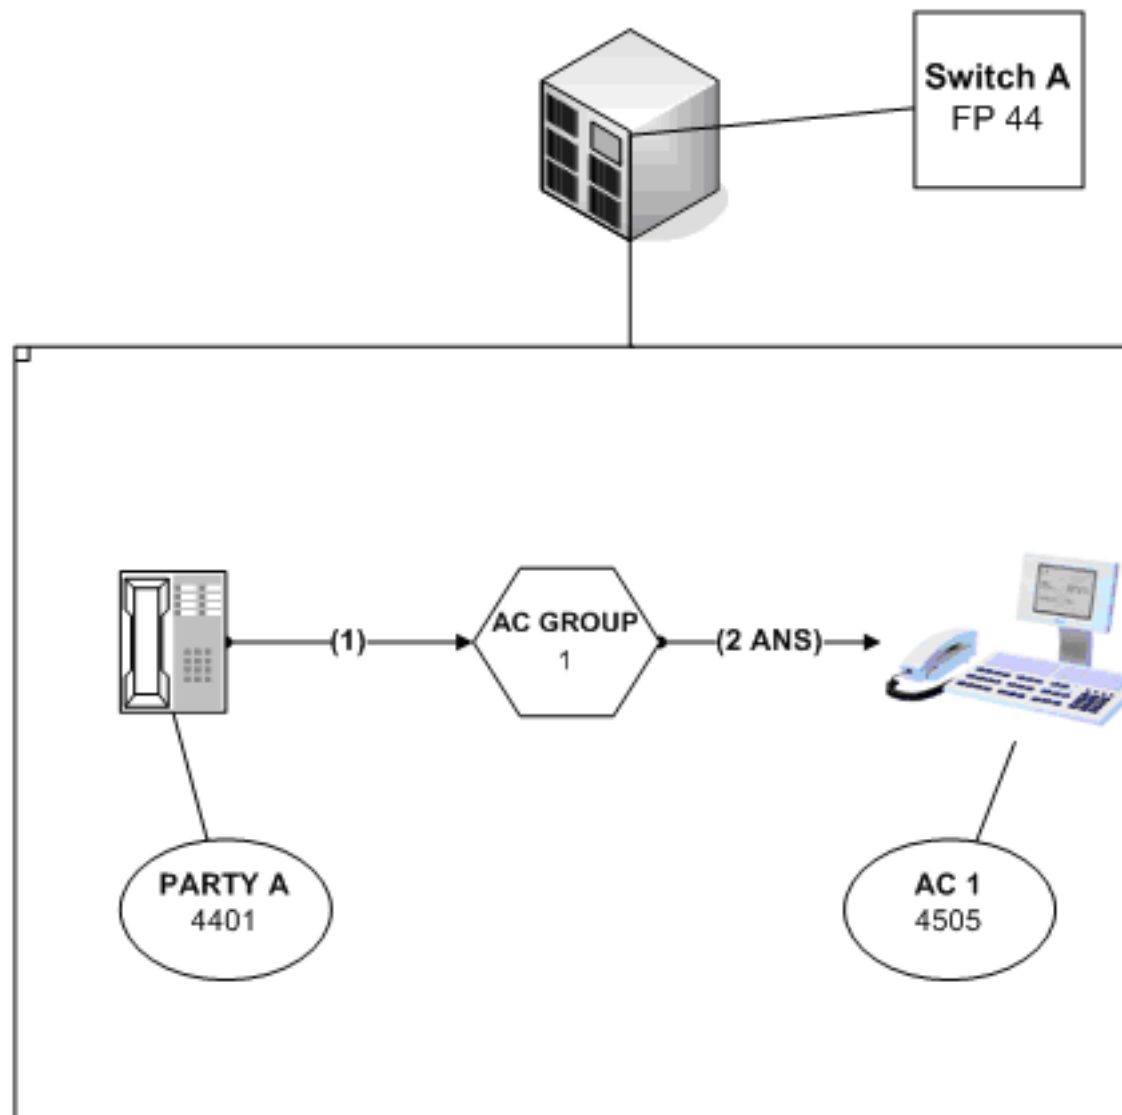 Switch A
FP 44
(1)
AC GROUP
1
(2 ANS)
PARTY A
4401
AC 1
4505